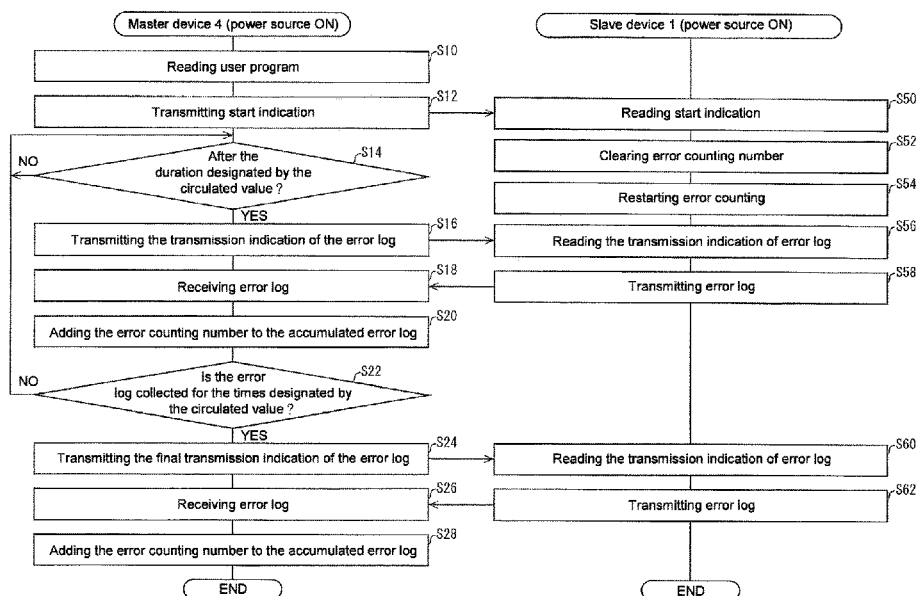 Master device 4 (power source ON)
S10
Reading user program
S12
Transmitting start indication
S14
After the
duration designated by the
circulated value ?
NO
YES
S16
Transmitting the transmission indication of the error log
S18
Receiving error log
S20
Adding the error counting number to the accumulated error log
S22
Is the error
log collected for the times designated by
the circulated value ?
NO
YES
S24
Transmitting the final transmission indication of the error log
S26
Receiving error log
S28
Adding the error counting number to the accumulated error log
END
Slave device 1 (power source ON)
S50
Reading start indication
S52
Clearing error counting number
S54
Restarting error counting
S56
Reading the transmission indication of error log
S58
Transmitting error log
S60
Reading the transmission indication of error log
S62
Transmitting error log
END